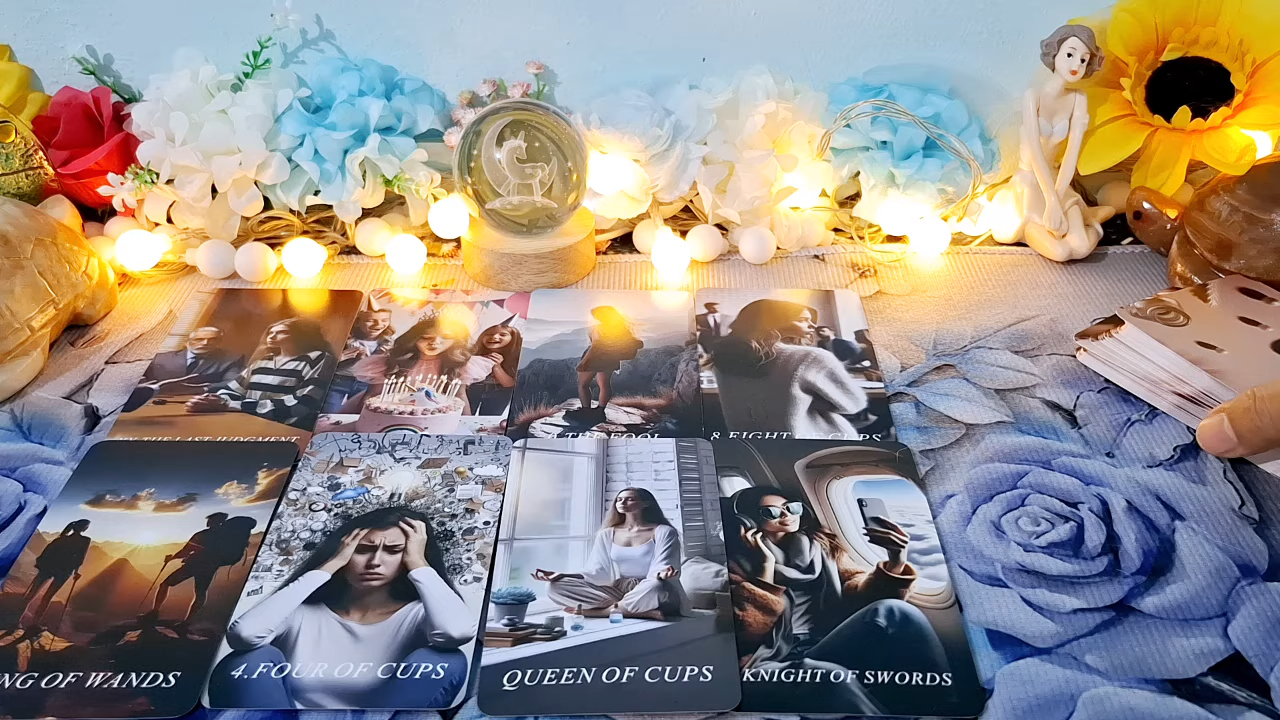 THE LAST JUDGMENT
THE FOOL
8.EIGHT CUPS
NG OF WANDS
4.FOUR OF CUPS
QUEEN OF CUPS
KNIGHT OF SWORDS